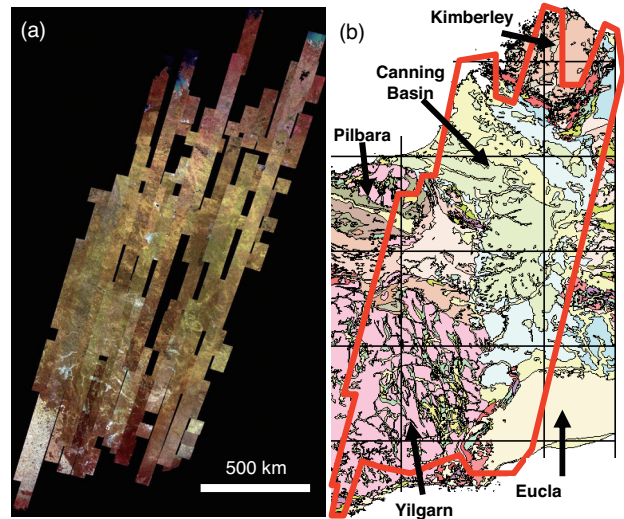 (a)
500 km
(b)
Kimberley
Canning
Basin
Pilbara
Yilgarn
Eucla